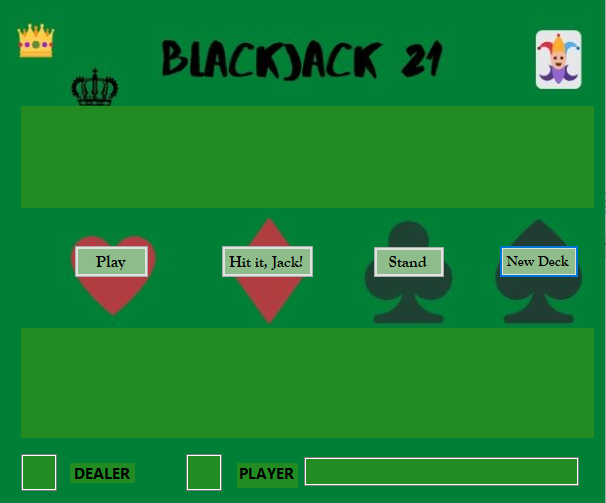 BLACKJACK 21
Play
Hit it, Jack!
Stand
New Deck
DEALER
PLAYER